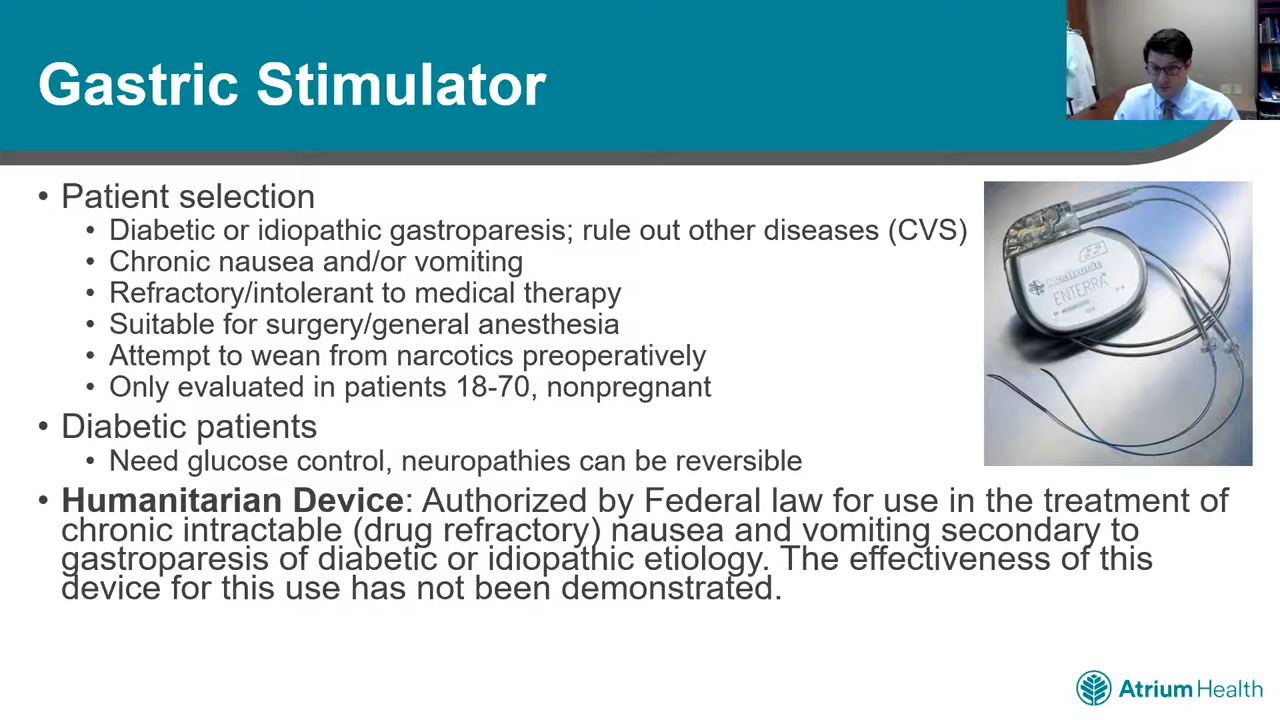 Gastric Stimulator
• Patient selection
• Diabetic or idiopathic gastroparesis; rule out other diseases (CVS)
• Chronic nausea and/or vomiting
• Refractory/intolerant to medical therapy
• Suitable for surgery/general anesthesia
• Attempt to wean from narcotics preoperatively
• Only evaluated in patients 18-70, nonpregnant
• Diabetic patients
• Need glucose control, neuropathies can be reversible
• Humanitarian Device: Authorized by Federal law for use in the treatment of
chronic intractable (drug refractory) nausea and vomiting secondary to
gastroparesis of diabetic or idiopathic etiology. The effectiveness of this
device for this use has not been demonstrated.
Medtronic
ENTERRA
Atrium Health